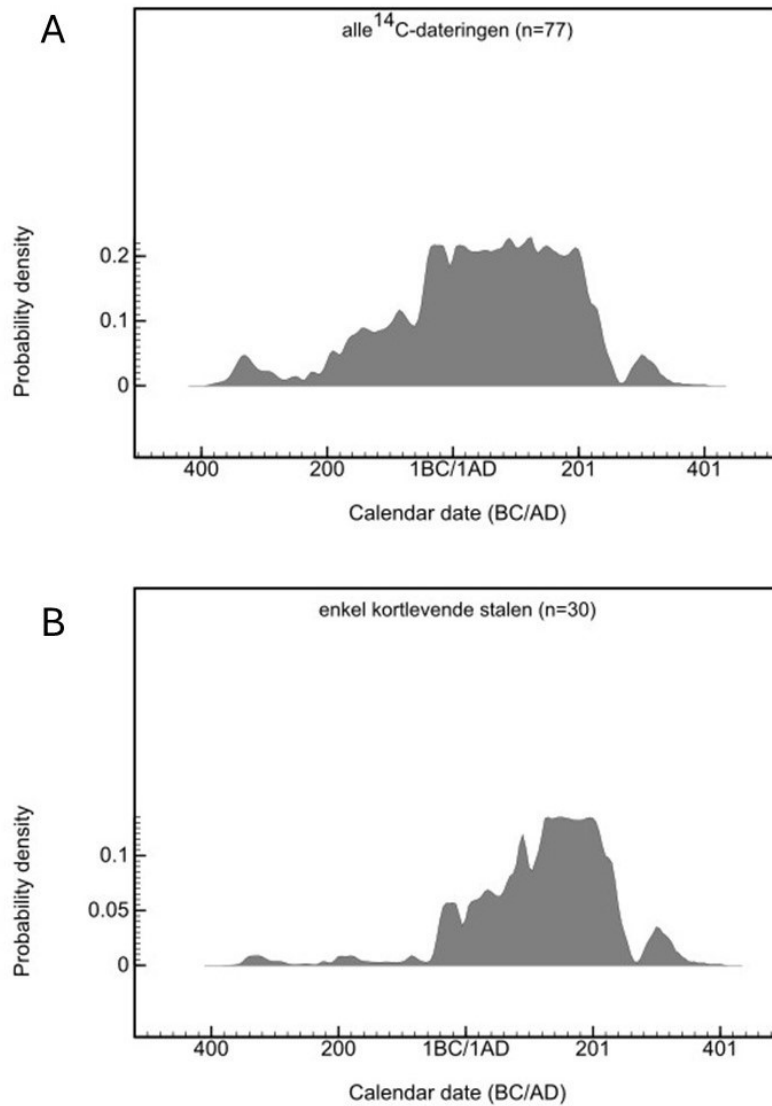 A
alle ¹⁴C-dateringen (n=77)
Probability density
0.2
0.1
0
400 200 1BC/1AD 201 401
Calendar date (BC/AD)
B
enkel kortlevende stalen (n=30)
Probability density
0.1
0.05
0
400 200 1BC/1AD 201 401
Calendar date (BC/AD)